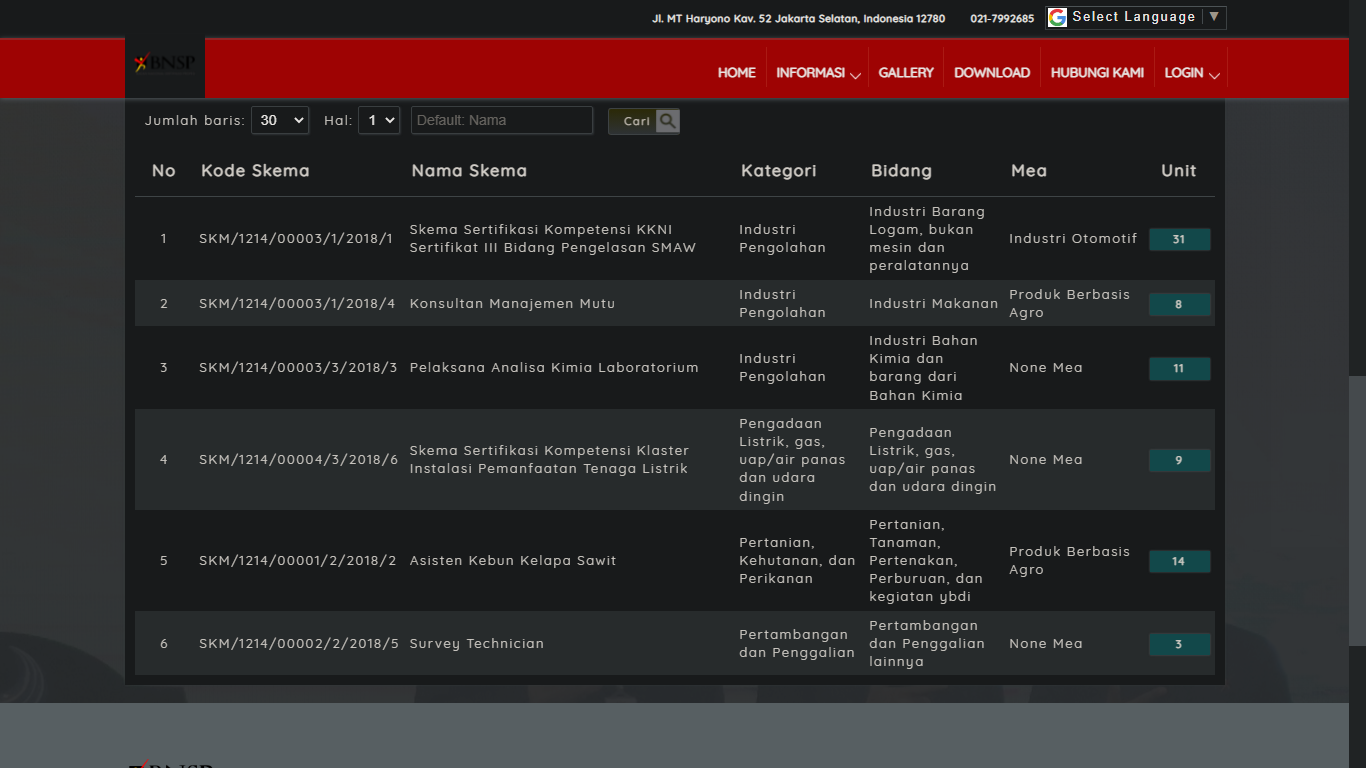 Jl. MT Haryono Kav. 52 Jakarta Selatan, Indonesia 12780 021-7992685 Select Language ▼
BNSP
HOME INFORMASI GALLERY DOWNLOAD HUBUNGI KAMI LOGIN
Jumlah baris: 30 Hal: 1 Default: Nama Cari
No Kode Skema Nama Skema Kategori Bidang Mea Unit
1 SKM/1214/00003/1/2018/1
Skema Sertifikasi Kompetensi KKNI
Sertifikat III Bidang Pengelasan SMAW
Industri
Pengolahan
Industri Barang
Logam, bukan
mesin dan
peralatannya
Industri Otomotif
31
2 SKM/1214/00003/1/2018/4
Konsultan Manajemen Mutu
Industri
Pengolahan
Industri Makanan
Produk Berbasis
Agro
8
3 SKM/1214/00003/3/2018/3
Pelaksana Analisa Kimia Laboratorium
Industri
Pengolahan
Industri Bahan
Kimia dan
barang dari
Bahan Kimia
None Mea
11
4 SKM/1214/00004/3/2018/6
Skema Sertifikasi Kompetensi Klaster
Instalasi Pemanfaatan Tenaga Listrik
Pengadaan
Listrik, gas,
uap/air panas
dan udara
dingin
Pengadaan
Listrik, gas,
uap/air panas
dan udara dingin
None Mea
9
5 SKM/1214/00001/2/2018/2
Asisten Kebun Kelapa Sawit
Pertanian,
Kehutanan, dan
Perikanan
Pertanian,
Tanaman,
Pertenakan,
Perburuan, dan
kegiatan ybdi
Produk Berbasis
Agro
14
6 SKM/1214/00002/2/2018/5
Survey Technician
Pertambangan
dan Penggalian
Pertambangan
dan Penggalian
lainnya
None Mea
3
BNSP